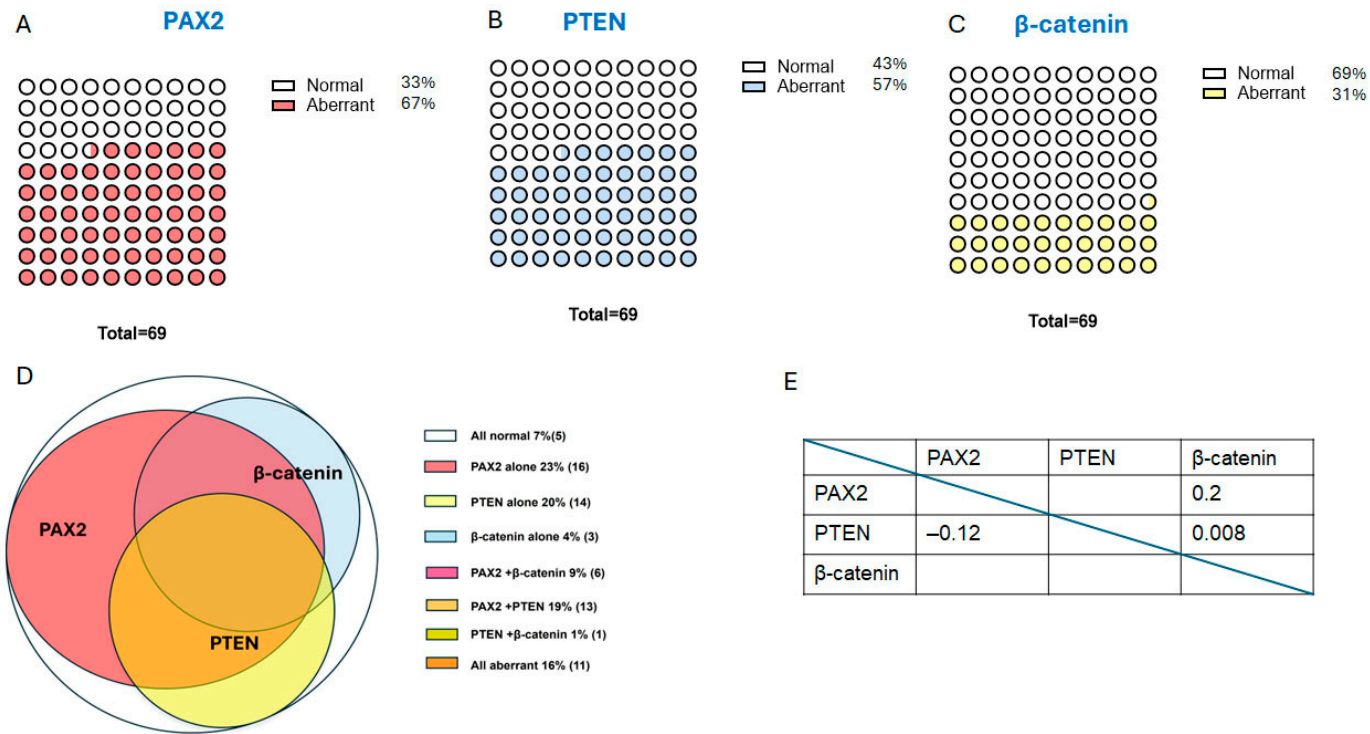 A
PAX2
Normal 33%
Aberrant 67%
Total=69
B
PTEN
Normal 43%
Aberrant 57%
Total=69
C
β-catenin
Normal 69%
Aberrant 31%
Total=69
D
PAX2
β-catenin
PTEN
All normal 7%(5)
PAX2 alone 23% (16)
PTEN alone 20% (14)
β-catenin alone 4% (3)
PAX2 +β-catenin 9% (6)
PAX2 +PTEN 19% (13)
PTEN +β-catenin 1% (1)
All aberrant 16% (11)
E
PAX2 PTEN β-catenin
PAX2 0.2
PTEN –0.12 0.008
β-catenin